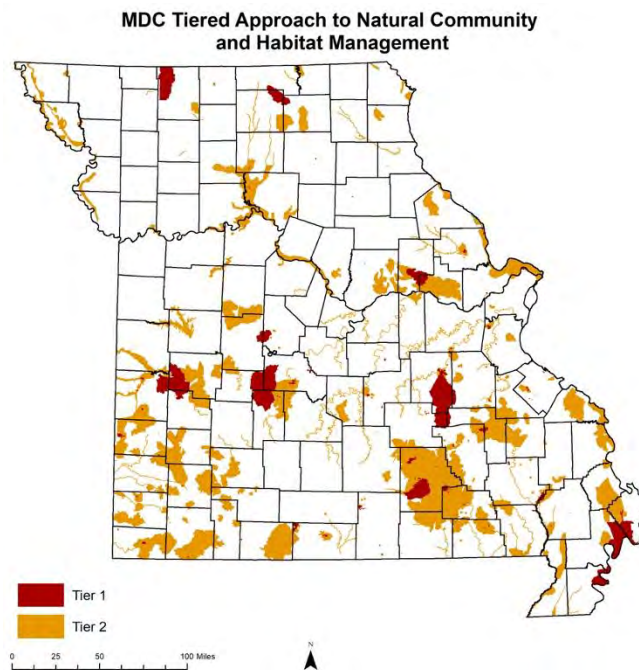 MDC Tiered Approach to Natural Community
and Habitat Management
Tier 1
Tier 2
0 25 50 100 Miles
N